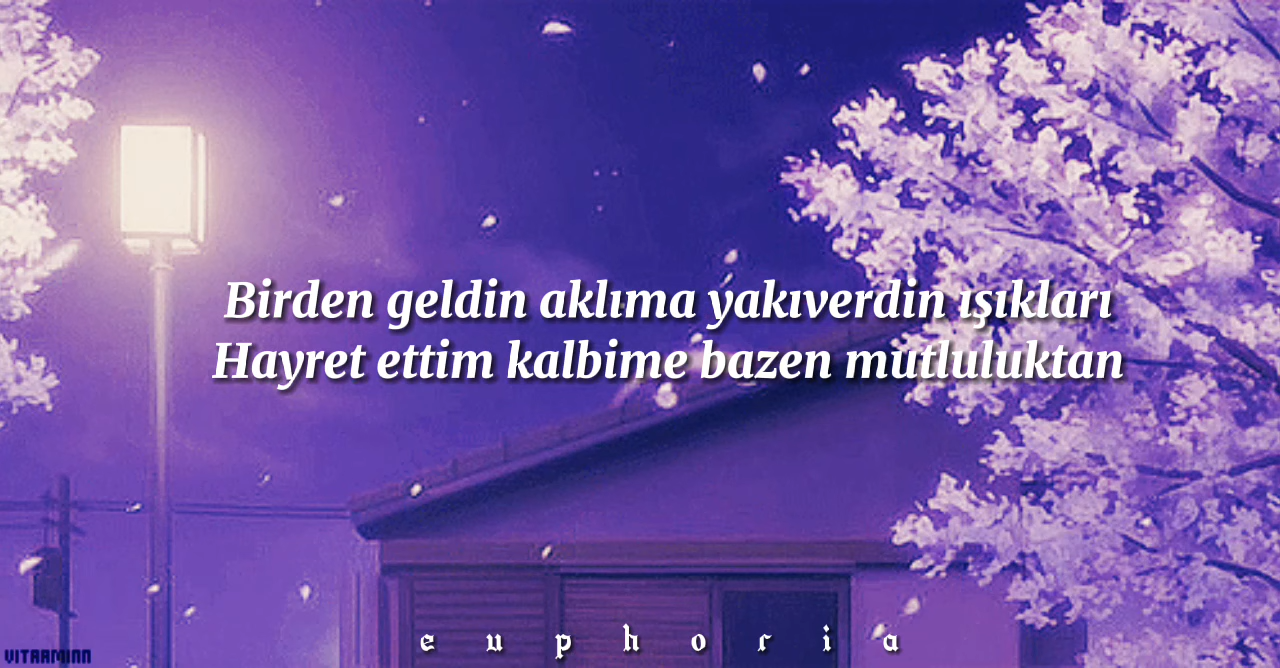 Birden geldin aklıma yakıverdin ışıkları
Hayret ettim kalbime bazen mutluluktan
e u p h o r i a
VITAAMINN